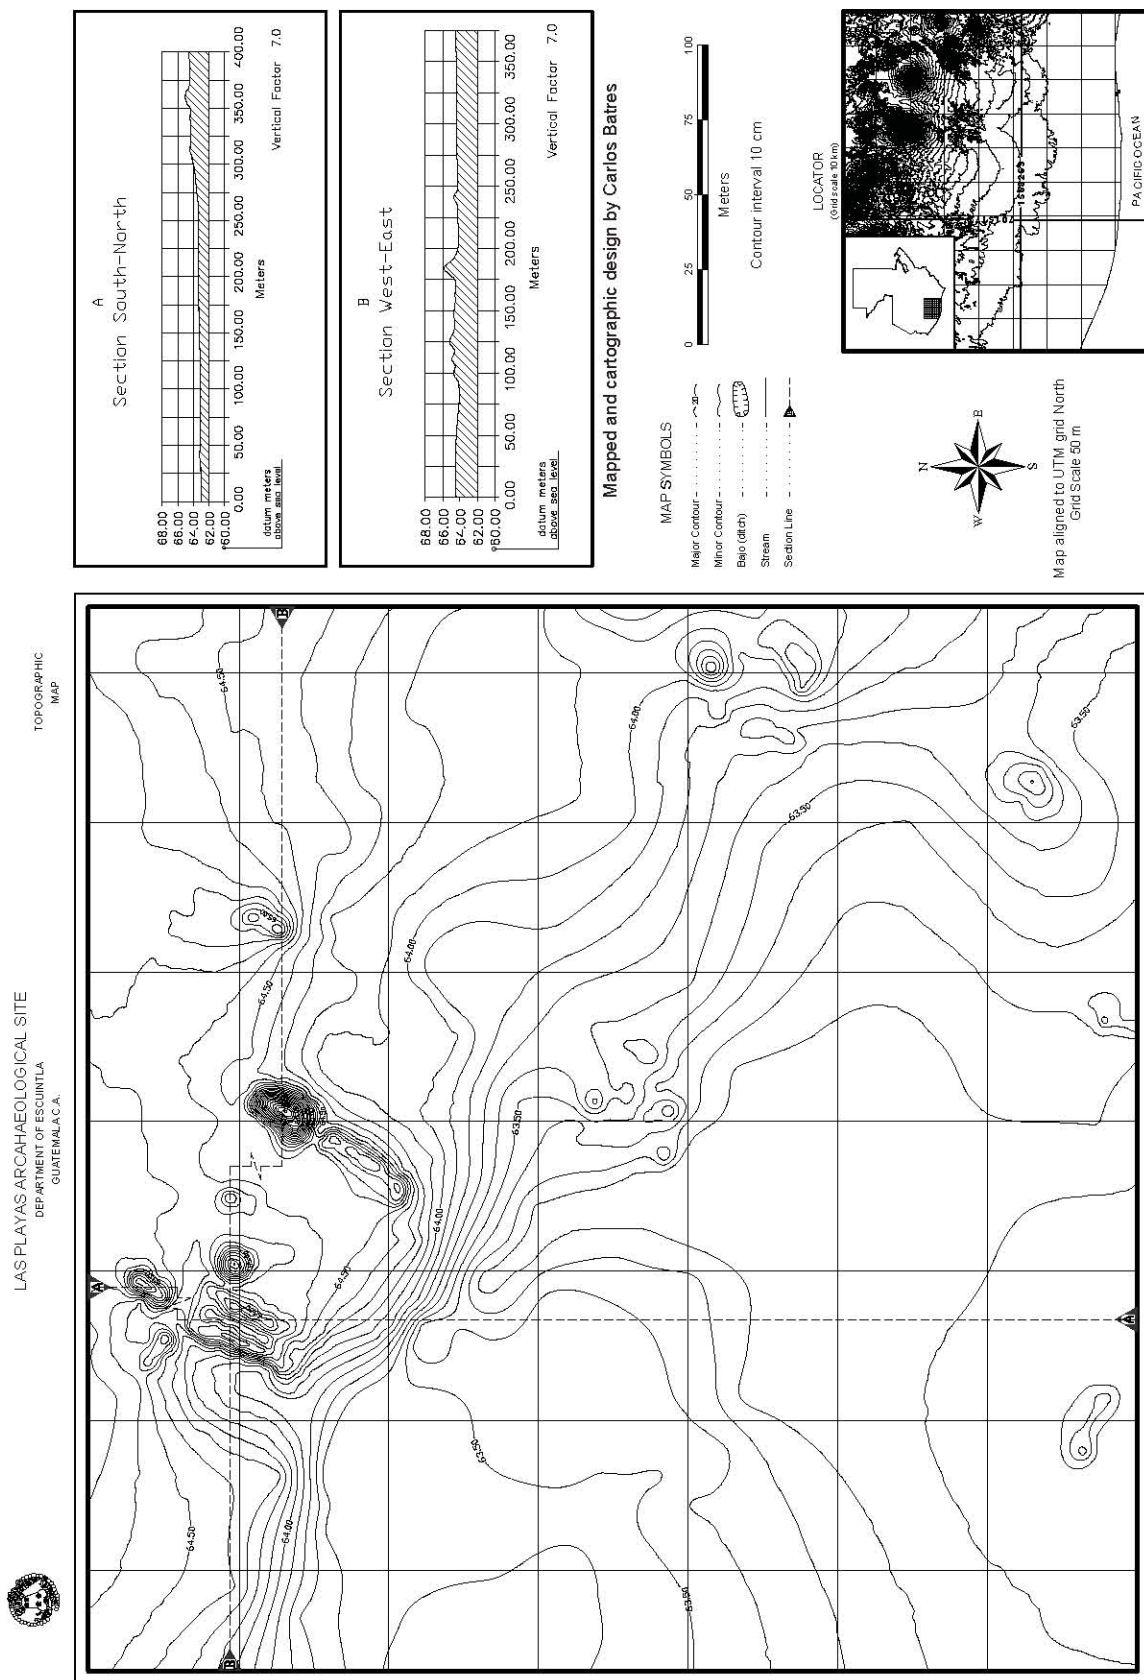 LAS PLAYAS ARCAHAEOLOGICAL SITE
DEPARTMENT OF ESCUINTLA
GUATEMALA C.A.
TOPOGRAPHIC
MAP
64.50
64.50
64.50
64.50
64.00
64.00
64.00
64.00
63.50
63.50
63.50
63.50
63.50
A
A
B
B
A
Section South-North
68.00
66.00
64.00
62.00
60.00
0.00
50.00
100.00
150.00
200.00
250.00
300.00
350.00
400.00
datum meters
above sea level
Meters
Vertical Factor 7.0
B
Section West-East
68.00
66.00
64.00
62.00
60.00
0.00
50.00
100.00
150.00
200.00
250.00
300.00
350.00
datum meters
above sea level
Meters
Vertical Factor 7.0
Mapped and cartographic design by Carlos Batres
MAP SYMBOLS
Major Contour
20
Minor Contour
Bajo (ditch)
Stream
Section Line
0
25
50
75
100
Meters
Contour interval 10 cm
N
E
S
W
Map aligned to UTM grid North
Grid Scale 50 m
LOCATOR
(Grid scale 10 km)
PACIFIC OCEAN